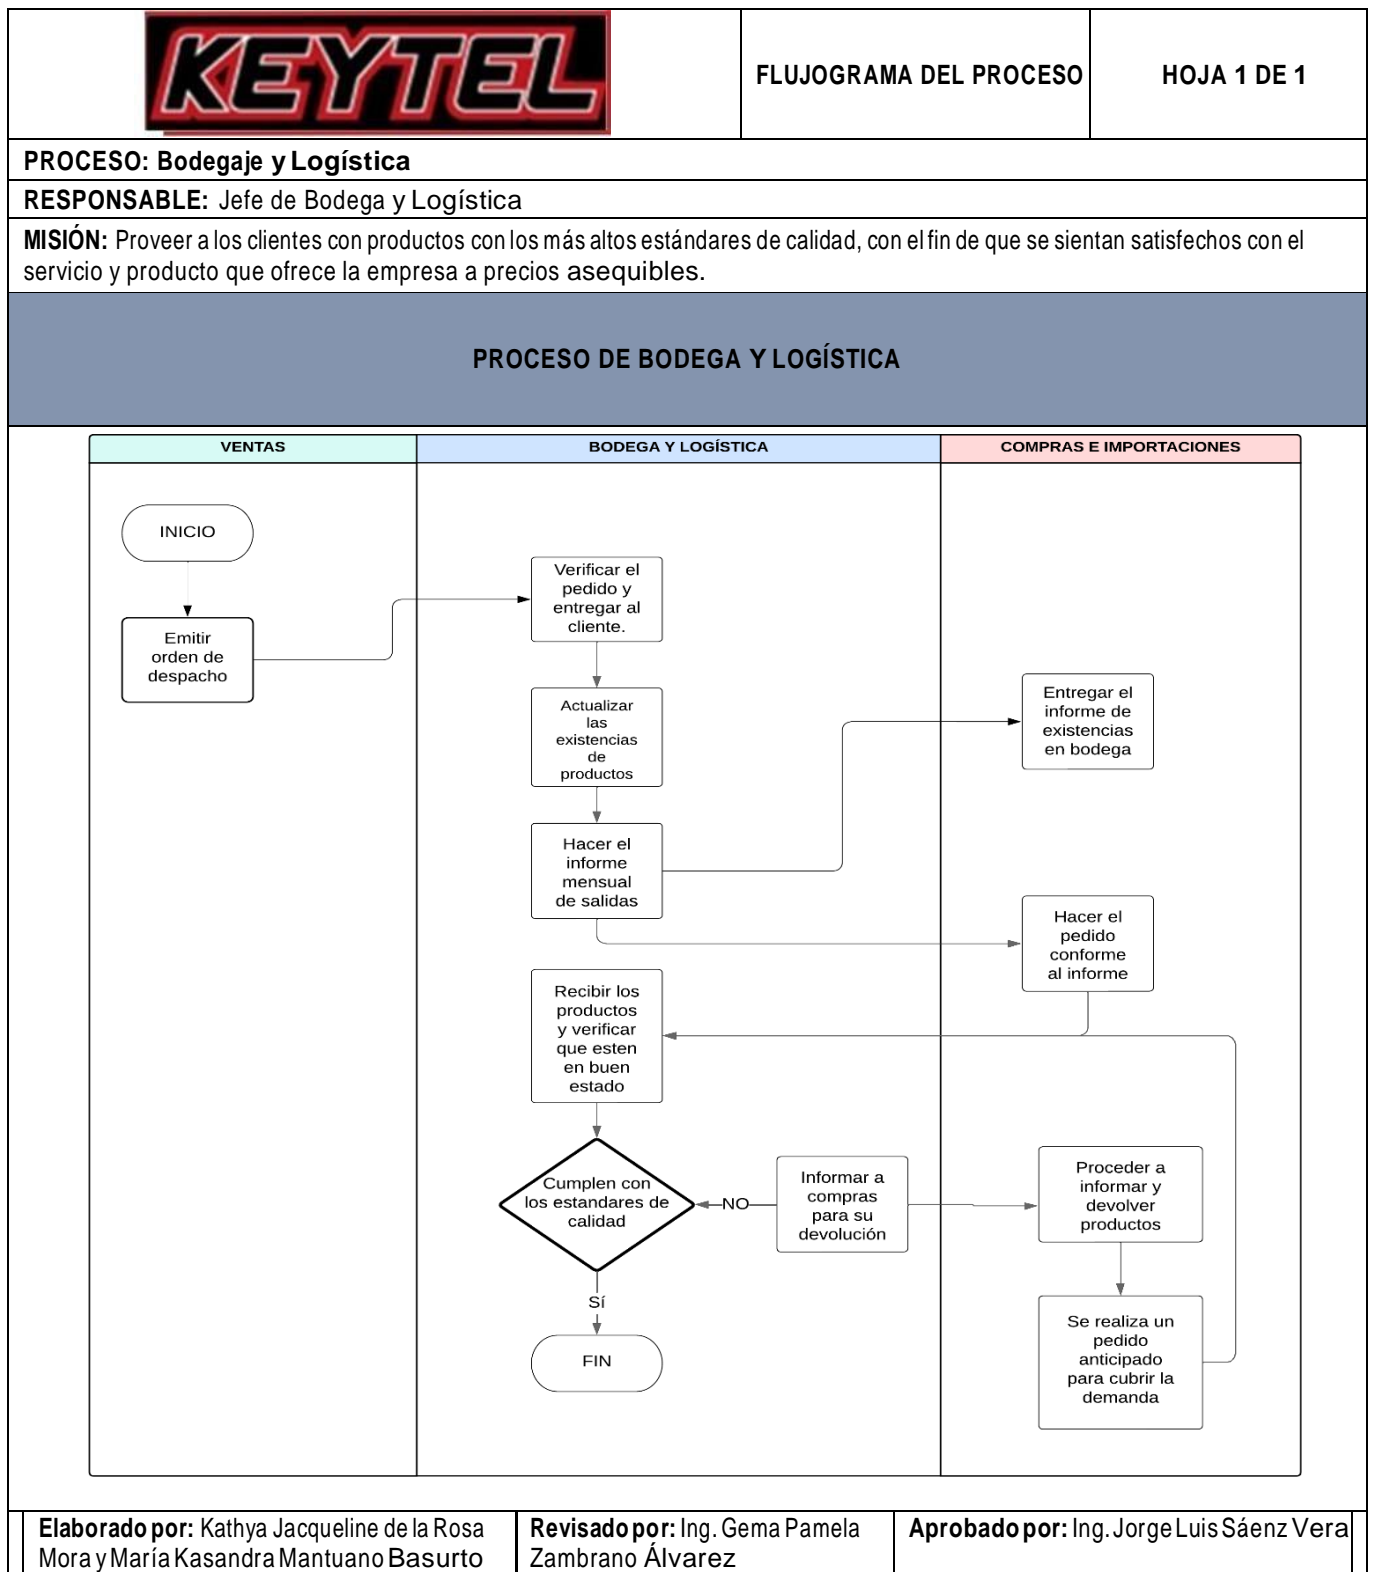 KEYTEL
FLUJOGRAMA DEL PROCESO
HOJA 1 DE 1
PROCESO: Bodegaje y Logística
RESPONSABLE: Jefe de Bodega y Logística
MISIÓN: Proveer a los clientes con productos con los más altos estándares de calidad, con el fin de que se sientan satisfechos con el
servicio y producto que ofrece la empresa a precios asequibles.
PROCESO DE BODEGA Y LOGÍSTICA
VENTAS
BODEGA Y LOGÍSTICA
COMPRAS E IMPORTACIONES
INICIO
Emitir
orden de
despacho
Verificar el
pedido y
entregar al
cliente.
Actualizar
las
existencias
de
productos
Hacer el
informe
mensual
de salidas
Entregar el
informe de
existencias
en bodega
Hacer el
pedido
conforme
al informe
Recibir los
productos
y verificar
que esten
en buen
estado
Cumplen con
los estandares de
calidad
NO
Informar a
compras
para su
devolución
Proceder a
informar y
devolver
productos
Se realiza un
pedido
anticipado
para cubrir la
demanda
Sí
FIN
Elaborado por: Kathya Jacqueline de la Rosa
Mora y María Kasandra Mantuano Basurto
Revisado por: Ing. Gema Pamela
Zambrano Álvarez
Aprobado por: Ing. Jorge Luis Sáenz Vera